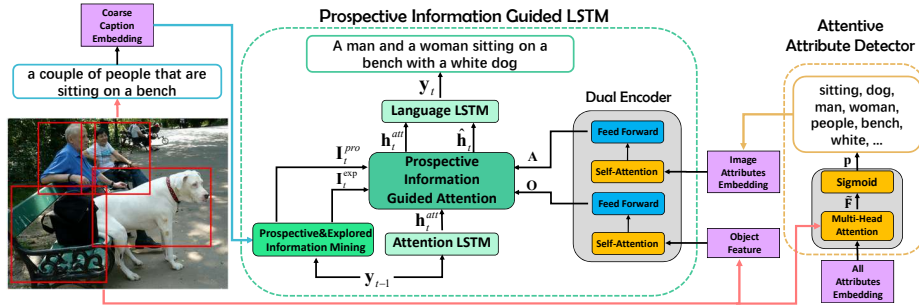 Coarse
Caption
Embedding
a couple of people that are
sitting on a bench
Prospective Information Guided LSTM
A man and a woman sitting on a
bench with a white dog
y_t
Language LSTM
h_t^{att}
ĥ_t
I_t^{pro}
I_t^{exp}
Prospective
Information
Guided Attention
A
O
h_t^{att}
Prospective&Explored
Information Mining
Attention LSTM
y_{t-1}
Dual Encoder
Feed Forward
Self-Attention
Feed Forward
Self-Attention
Image
Attributes
Embedding
Object
Feature
Attentive
Attribute Detector
sitting, dog,
man, woman,
people, bench,
white, ...
p
Sigmoid
F̃
Multi-Head
Attention
All
Attributes
Embedding